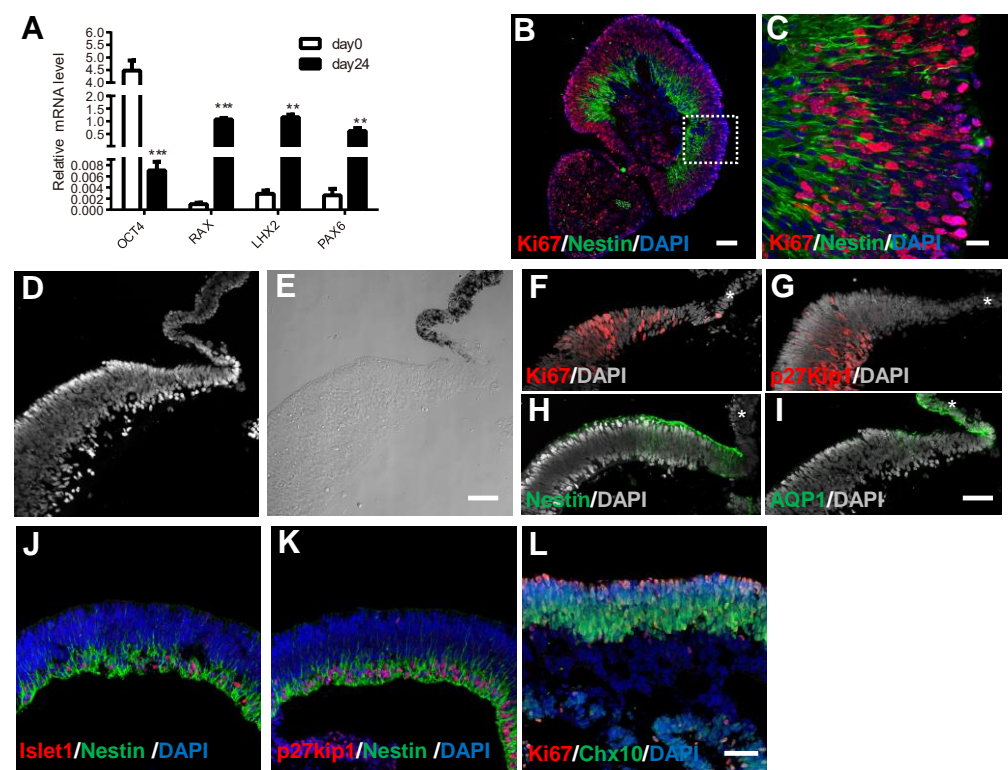 A
Relative mRNA level
6.0
5.5
5.0
4.5
4.0
2.0
1.5
1.0
0.5
0.008
0.006
0.004
0.002
0.000
day0
day24
***
***
**
**
OCT4
RAX
LHX2
PAX6
B
Ki67/Nestin/DAPI
C
Ki67/Nestin/DAPI
D
E
F
*
Ki67/DAPI
G
*
p27Kip1/DAPI
H
*
Nestin/DAPI
I
*
AQP1/DAPI
J
Islet1/Nestin /DAPI
K
p27kip1/Nestin /DAPI
L
Ki67/Chx10/DAPI